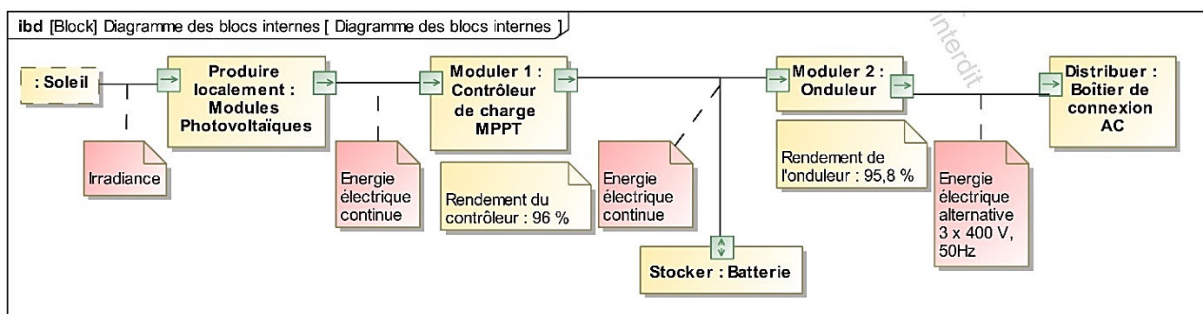 ibd [Block] Diagramme des blocs internes [ Diagramme des blocs internes ]
: Soleil
Produire
localement :
Modules
Photovoltaïques
Moduler 1 :
Contrôleur
de charge
MPPT
Moduler 2 :
Onduleur
Distribuer :
Boîtier de
connexion
AC
Irradiance
Energie
électrique
continue
Rendement du
contrôleur : 96 %
Energie
électrique
continue
Rendement de
l'onduleur : 95,8 %
Energie
électrique
alternative
3 x 400 V,
50Hz
Stocker : Batterie
interdit